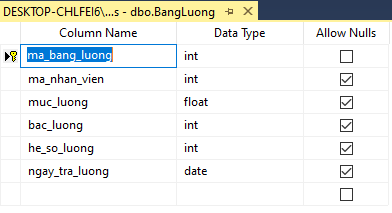 DESKTOP-CHLFEI6\...s - dbo.BangLuong
Column Name Data Type Allow Nulls
ma_bang_luong int
ma_nhan_vien int
muc_luong float
bac_luong int
he_so_luong int
ngay_tra_luong date